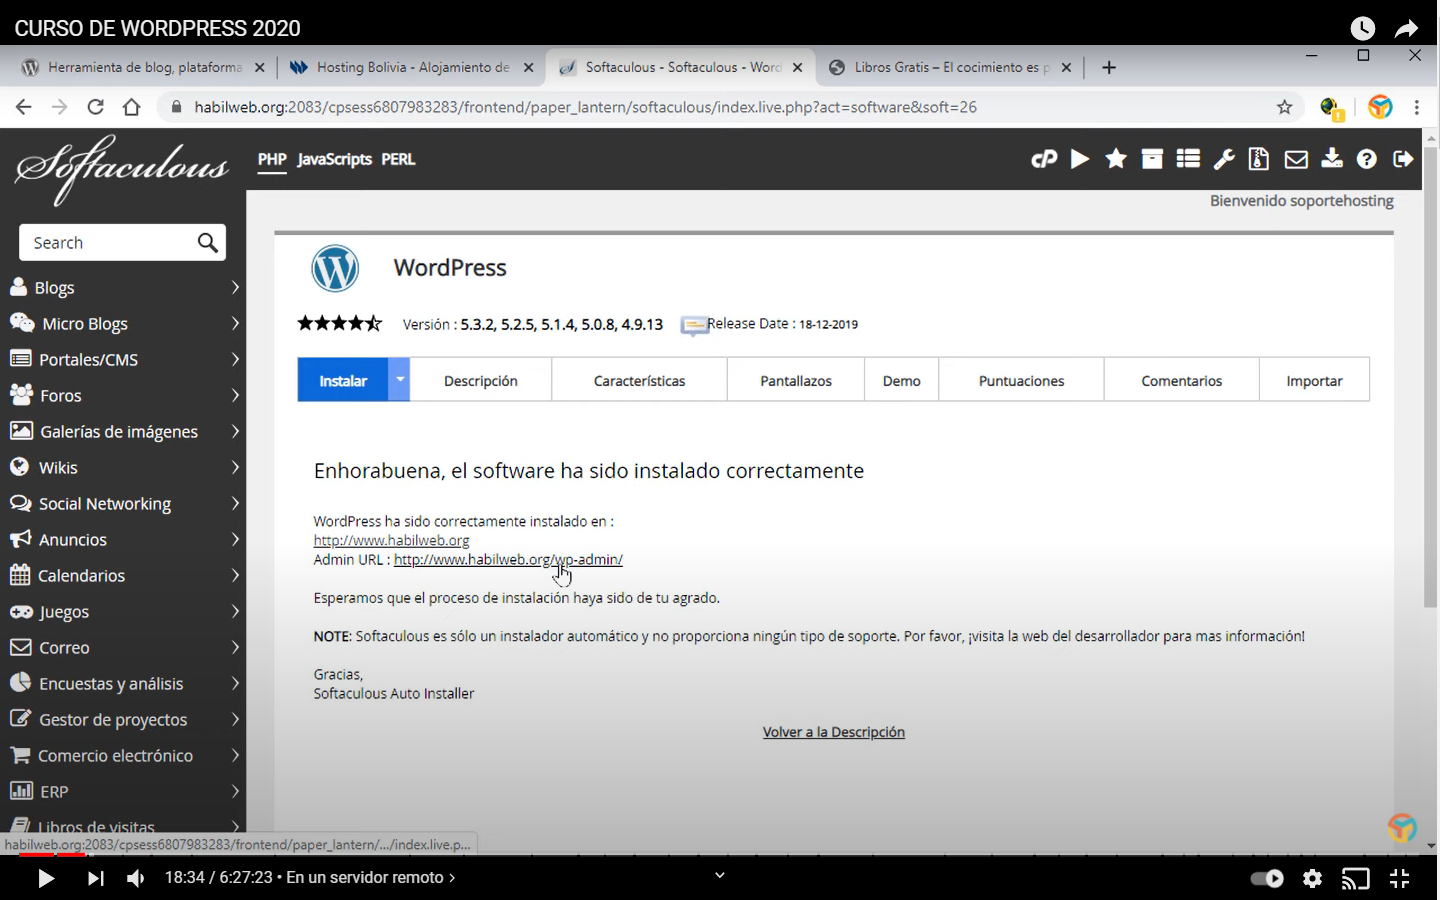 CURSO DE WORDPRESS 2020
Herramienta de blog, plataforma
Hosting Bolivia - Alojamiento de
Softaculous - Softaculous - Word
Libros Gratis – El cocimiento es p
habilweb.org:2083/cpsess6807983283/frontend/paper_lantern/softaculous/index.live.php?act=software&soft=26
Softaculous
PHP JavaScripts PERL
cP
Bienvenido soportehosting
Search
Blogs
Micro Blogs
Portales/CMS
Foros
Galerías de imágenes
Wikis
Social Networking
Anuncios
Calendarios
Juegos
Correo
Encuestas y análisis
Gestor de proyectos
Comercio electrónico
ERP
Libros de visitas
WordPress
Versión : 5.3.2, 5.2.5, 5.1.4, 5.0.8, 4.9.13 Release Date : 18-12-2019
Instalar Descripción Características Pantallazos Demo Puntuaciones Comentarios Importar
Enhorabuena, el software ha sido instalado correctamente
WordPress ha sido correctamente instalado en :
http://www.habilweb.org
Admin URL : http://www.habilweb.org/wp-admin/
Esperamos que el proceso de instalación haya sido de tu agrado.
NOTE: Softaculous es sólo un instalador automático y no proporciona ningún tipo de soporte. Por favor, ¡visita la web del desarrollador para mas información!
Gracias,
Softaculous Auto Installer
Volver a la Descripción
habilweb.org:2083/cpsess6807983283/frontend/paper_lantern/.../index.live.p...
18:34 / 6:27:23 • En un servidor remoto